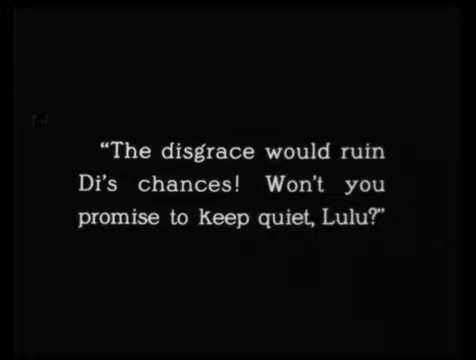 “The disgrace would ruin
Di’s chances! Won’t you
promise to keep quiet, Lulu?”